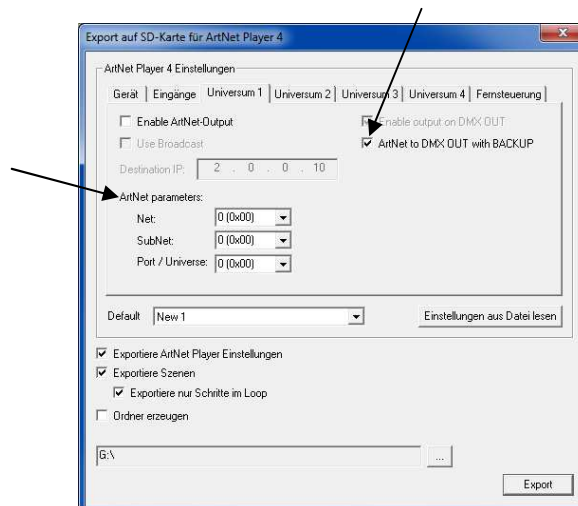 Export auf SD-Karte für ArtNet Player 4
ArtNet Player 4 Einstellungen
Gerät Eingänge Universum 1 Universum 2 Universum 3 Universum 4 Fernsteuerung
Enable ArtNet-Output
Enable output on DMX OUT
Use Broadcast
ArtNet to DMX OUT with BACKUP
Destination IP: 2 . 0 . 0 . 10
ArtNet parameters:
Net: 0 (0x00)
SubNet: 0 (0x00)
Port / Universe: 0 (0x00)
Default New 1 Einstellungen aus Datei lesen
Exportiere ArtNet Player Einstellungen
Exportiere Szenen
Exportiere nur Schritte im Loop
Ordner erzeugen
G:\ ...
Export